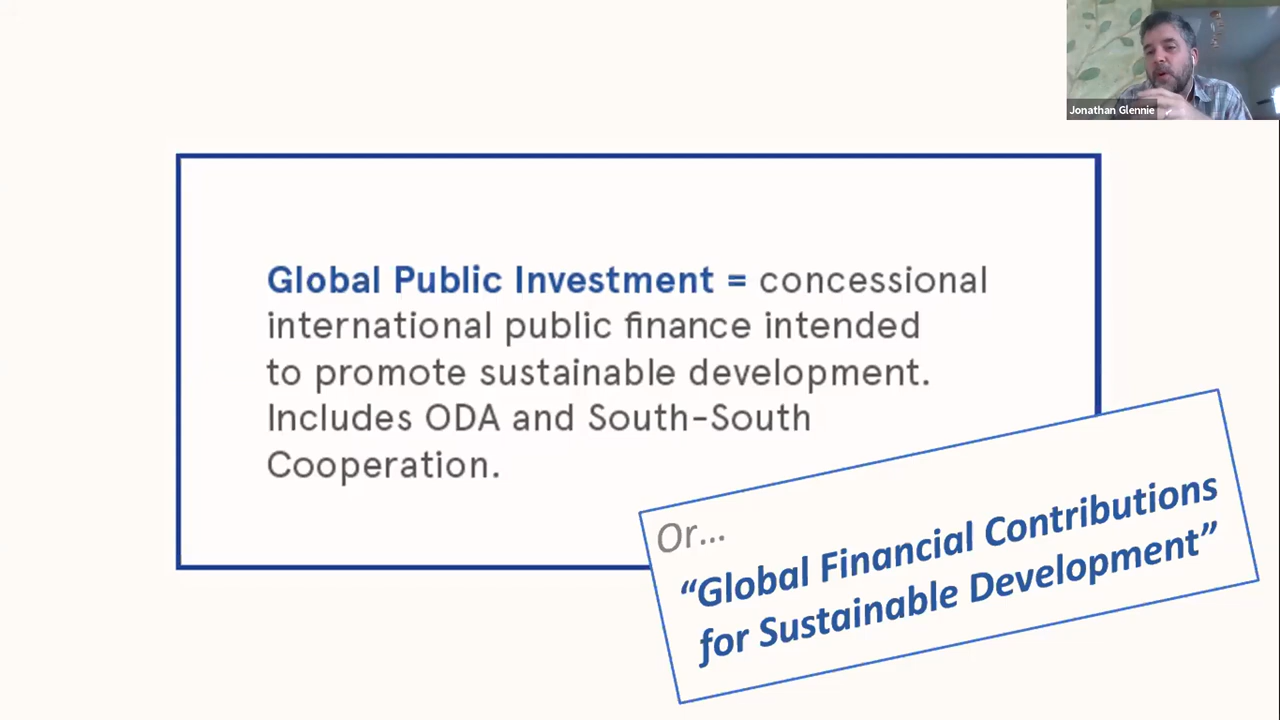 Jonathan Glennie
Global Public Investment = concessional
international public finance intended
to promote sustainable development.
Includes ODA and South-South
Cooperation.
Or...
“Global Financial Contributions
for Sustainable Development”